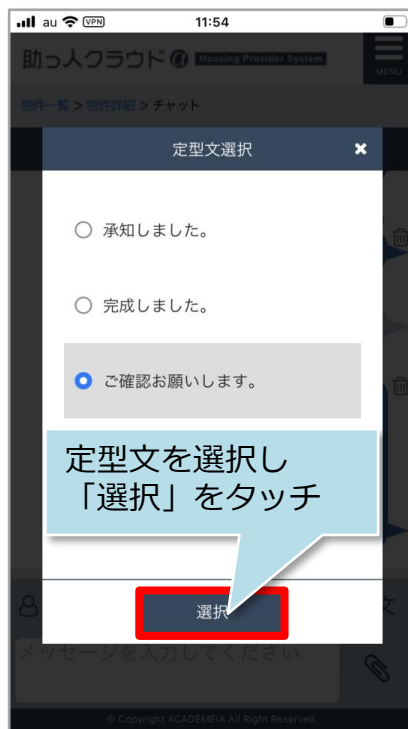 au VPN 11:54
助っ人クラウド@ Housing Provider System
MENU
物件一覧 > 物件詳細 > チャット
定型文選択
承知しました。
完成しました。
ご確認お願いします。
定型文を選択し
「選択」をタッチ
選択
文
メッセージを入力してください
© Copyright ACADEMEIA All Right Reserved.